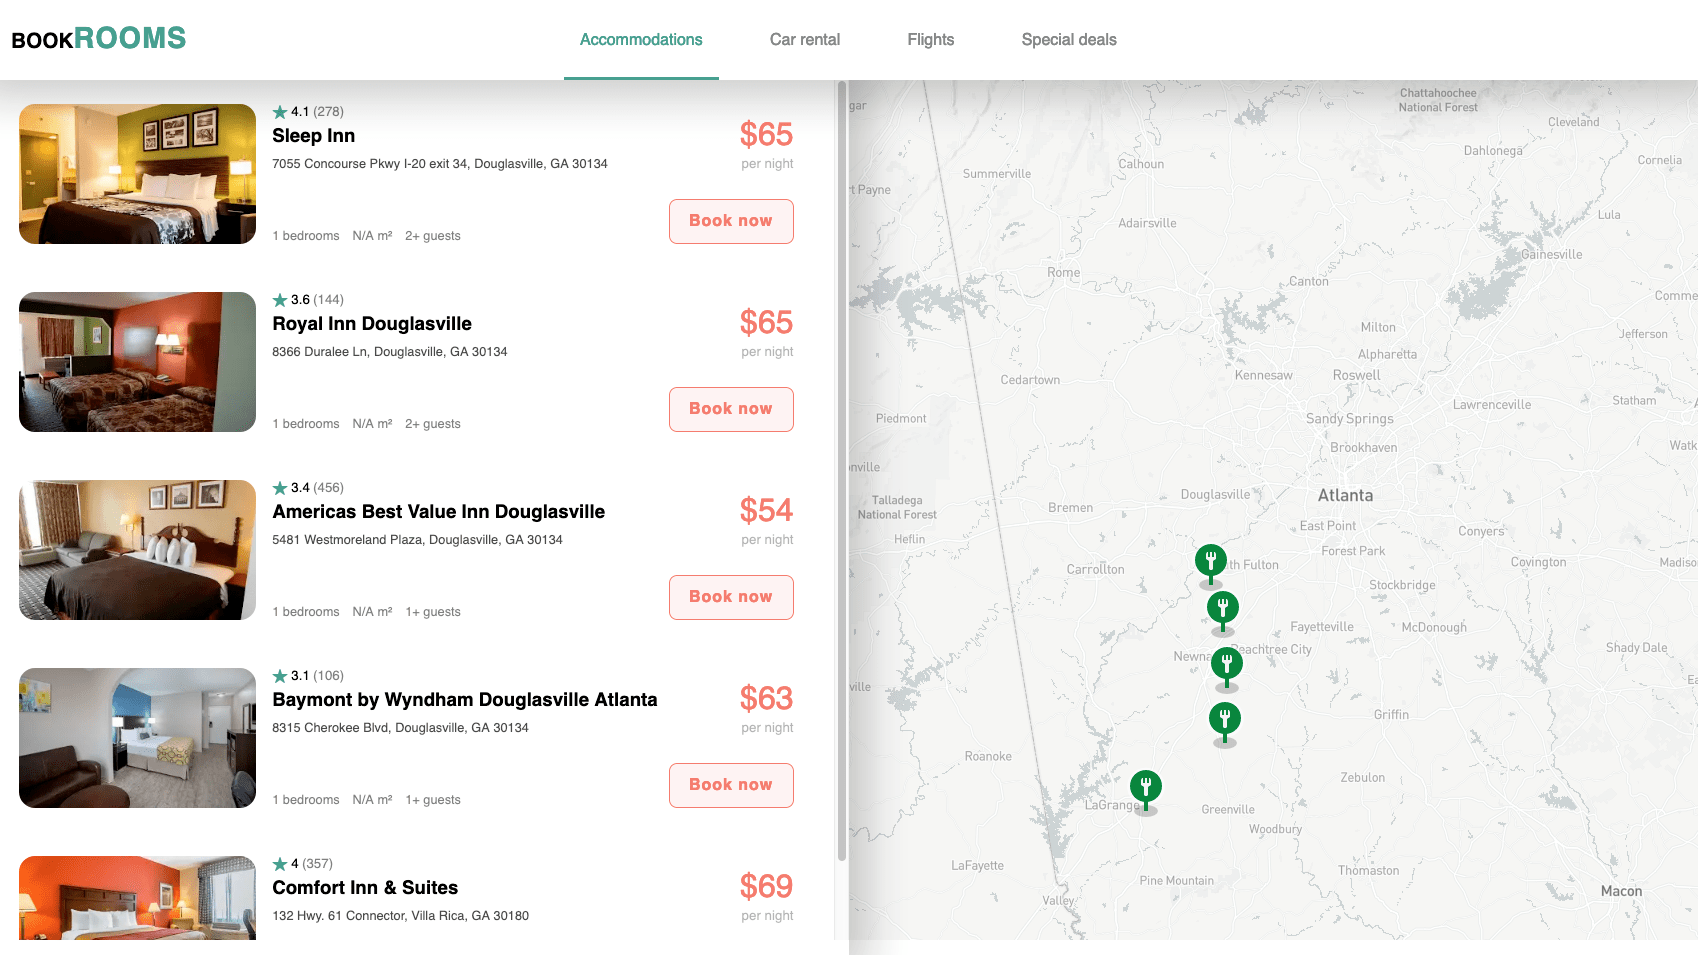 BOOKROOMS
Accommodations
Car rental
Flights
Special deals
4.1 (278)
Sleep Inn
7055 Concourse Pkwy I-20 exit 34, Douglasville, GA 30134
$65
per night
1 bedrooms N/A m² 2+ guests
Book now
3.6 (144)
Royal Inn Douglasville
8366 Duralee Ln, Douglasville, GA 30134
$65
per night
1 bedrooms N/A m² 2+ guests
Book now
3.4 (456)
Americas Best Value Inn Douglasville
5481 Westmoreland Plaza, Douglasville, GA 30134
$54
per night
1 bedrooms N/A m² 1+ guests
Book now
3.1 (106)
Baymont by Wyndham Douglasville Atlanta
8315 Cherokee Blvd, Douglasville, GA 30134
$63
per night
1 bedrooms N/A m² 1+ guests
Book now
4 (357)
Comfort Inn & Suites
132 Hwy. 61 Connector, Villa Rica, GA 30180
$69
per night
Chattahoochee
National Forest
Cleveland
Dahlonega
Cornelia
Calhoun
Summerville
Payne
Lula
Adairsville
Gainesville
Rome
Canton
Comme
Milton
Jefferson
Alpharetta
Kennesaw
Roswell
Cedartown
Statham
Lawrenceville
Piedmont
Sandy Springs
Brookhaven
Watk
nville
Douglasville
Atlanta
Talladega
National Forest
Bremen
East Point
Conyers
Heflin
Forest Park
Covington
Madiso
Carrollton
th Fulton
Stockbridge
Fayetteville
McDonough
Shady Dale
Newna
eachtree City
ville
Ea
Griffin
Roanoke
Zebulon
LaGrange
Greenville
Woodbury
LaFayette
Thomaston
Pine Mountain
Macon
Valley